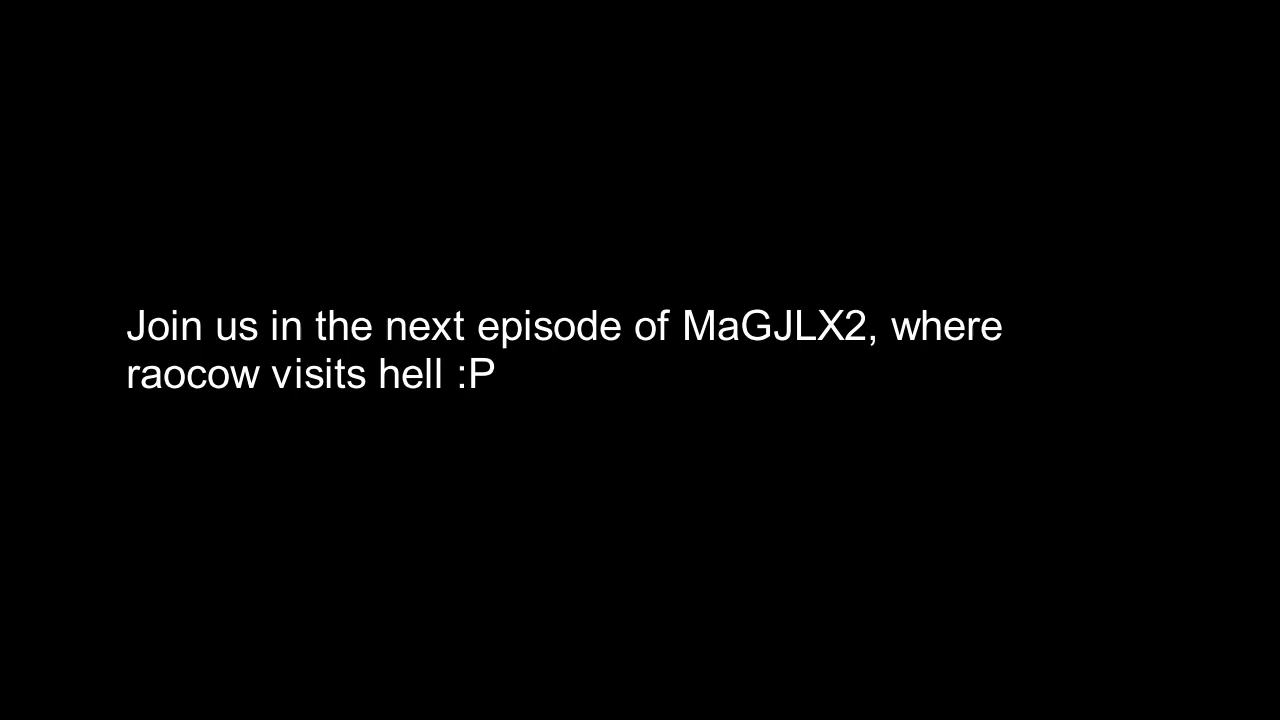 Join us in the next episode of MaGJLX2, where
raocow visits hell :P